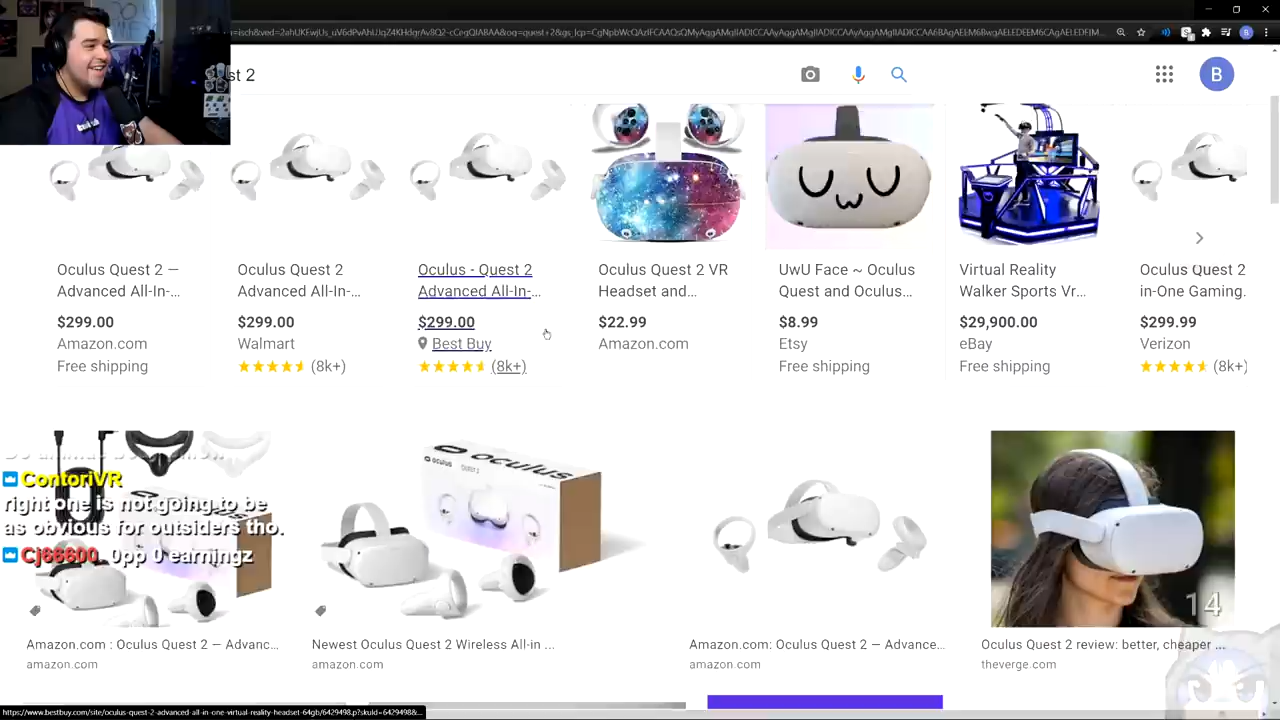 est 2
B
B
Oculus Quest 2 —
Advanced All-In-...
$299.00
Amazon.com
Free shipping
Oculus Quest 2
Advanced All-In-...
$299.00
Walmart
(8k+)
Oculus - Quest 2
Advanced All-In-...
$299.00
Best Buy
(8k+)
Oculus Quest 2 VR
Headset and...
$22.99
Amazon.com
UwU Face ~ Oculus
Quest and Oculus...
$8.99
Etsy
Free shipping
Virtual Reality
Walker Sports Vr...
$29,900.00
eBay
Free shipping
Oculus Quest 2
in-One Gaming.
$299.99
Verizon
(8k+)
ContoriVR
right one is not going to be
as obvious for outsiders tho.
Cj66600 0pp 0 earningz
oculus
oculus
14
Amazon.com : Oculus Quest 2 — Advanc...
amazon.com
Newest Oculus Quest 2 Wireless All-in ...
amazon.com
Amazon.com: Oculus Quest 2 — Advance...
amazon.com
Oculus Quest 2 review: better, cheaper ...
theverge.com
https://www.bestbuy.com/site/oculus-quest-2-advanced-all-in-one-virtual-reality-headset-64gb/6429498.p?skuId=6429498&...